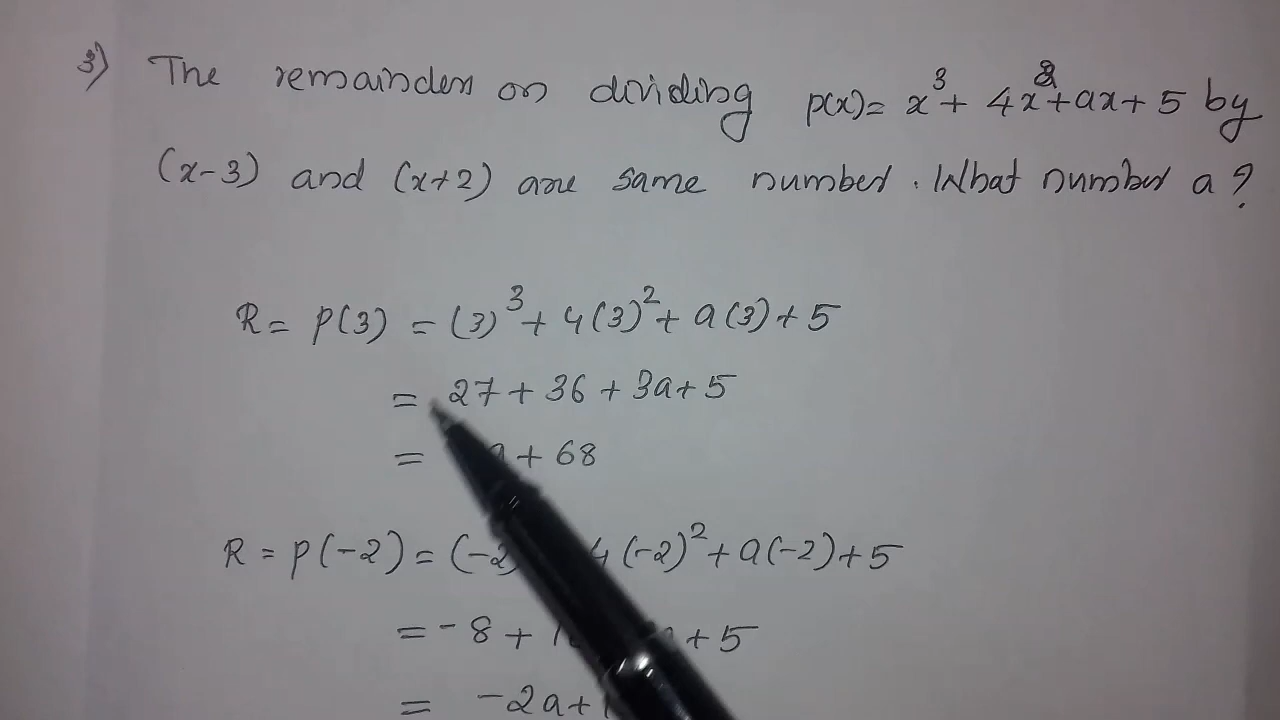 3) The remainder on dividing p(x)= x³+ 4x²+ax+ 5 by
(x-3) and (x+2) are same number. What number a?
R= p(3) = (3)³+ 4(3)²+ a(3)+5
= 27+ 36 + 3a+5
= + 68
R = p(-2) = (-2) 4(-2)²+a(-2)+5
= -8 + +5
= -2a+